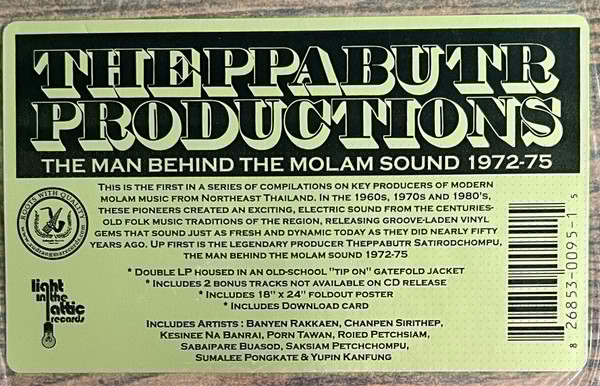 THEPPABUTR
PRODUCTIONS
THE MAN BEHIND THE MOLAM SOUND 1972-75
THIS IS THE FIRST IN A SERIES OF COMPILATIONS ON KEY PRODUCERS OF MODERN
MOLAM MUSIC FROM NORTHEAST THAILAND. IN THE 1960S, 1970S AND 1980'S,
THESE PIONEERS CREATED AN EXCITING, ELECTRIC SOUND FROM THE CENTURIES-
OLD FOLK MUSIC TRADITIONS OF THE REGION, RELEASING GROOVE-LADEN VINYL
GEMS THAT SOUND JUST AS FRESH AND DYNAMIC TODAY AS THEY DID NEARLY FIFTY
YEARS AGO. UP FIRST IS THE LEGENDARY PRODUCER THEPPABUTR SATIRODCHOMPU,
THE MAN BEHIND THE MOLAM SOUND 1972-75
* DOUBLE LP HOUSED IN AN OLD-SCHOOL "TIP ON" GATEFOLD JACKET
* INCLUDES 2 BONUS TRACKS NOT AVAILABLE ON CD RELEASE
* INCLUDES 18" X 24" FOLDOUT POSTER
* INCLUDES DOWNLOAD CARD
INCLUDES ARTISTS : BANYEN RAKKAEN, CHANPEN SIRITHEP,
KESINEE NA BANRAI, PORN TAWAN, ROIED PETCHSIAM,
SABAIPARE BUASOD, SAKSIAM PETCHCHOMPU,
SUMALEE PONGKATE & YUPIN KANFUNG
ROOTS WITH QUALITY
light
in the
attic
records
8 26853-0095-1 5